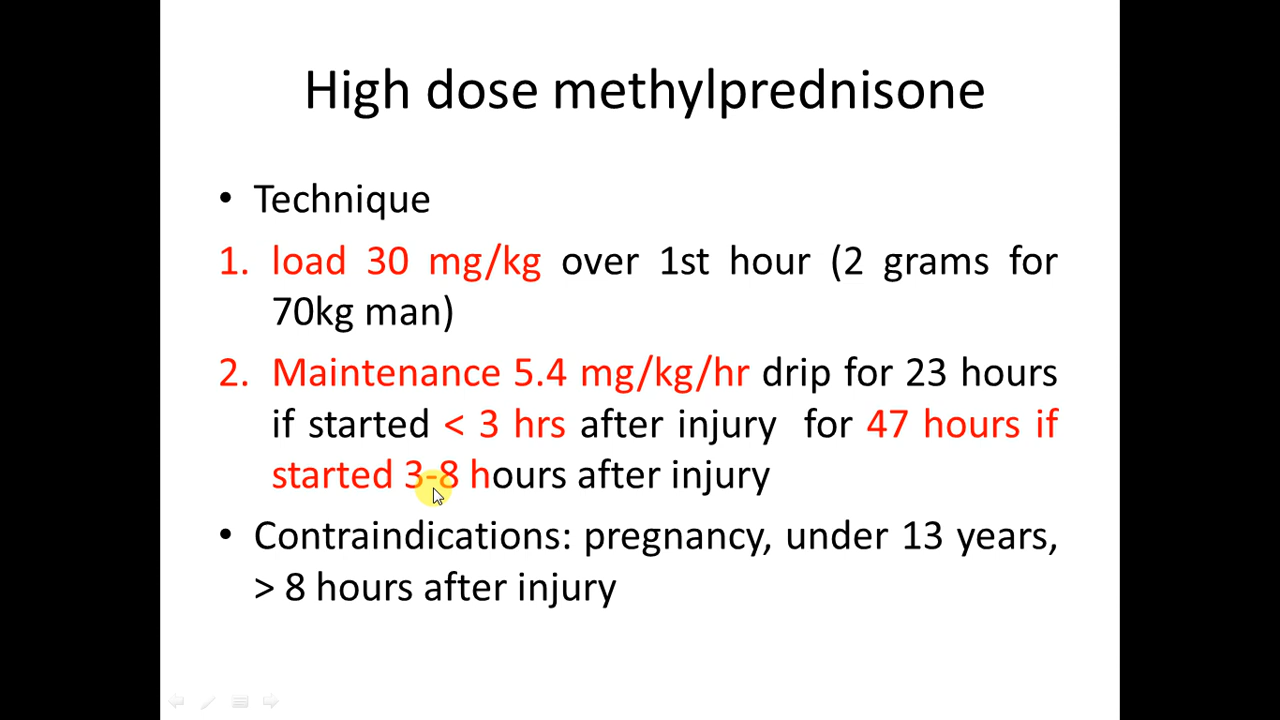 High dose methylprednisone
• Technique
1. load 30 mg/kg over 1st hour (2 grams for
70kg man)
2. Maintenance 5.4 mg/kg/hr drip for 23 hours
if started < 3 hrs after injury for 47 hours if
started 3-8 hours after injury
• Contraindications: pregnancy, under 13 years,
> 8 hours after injury